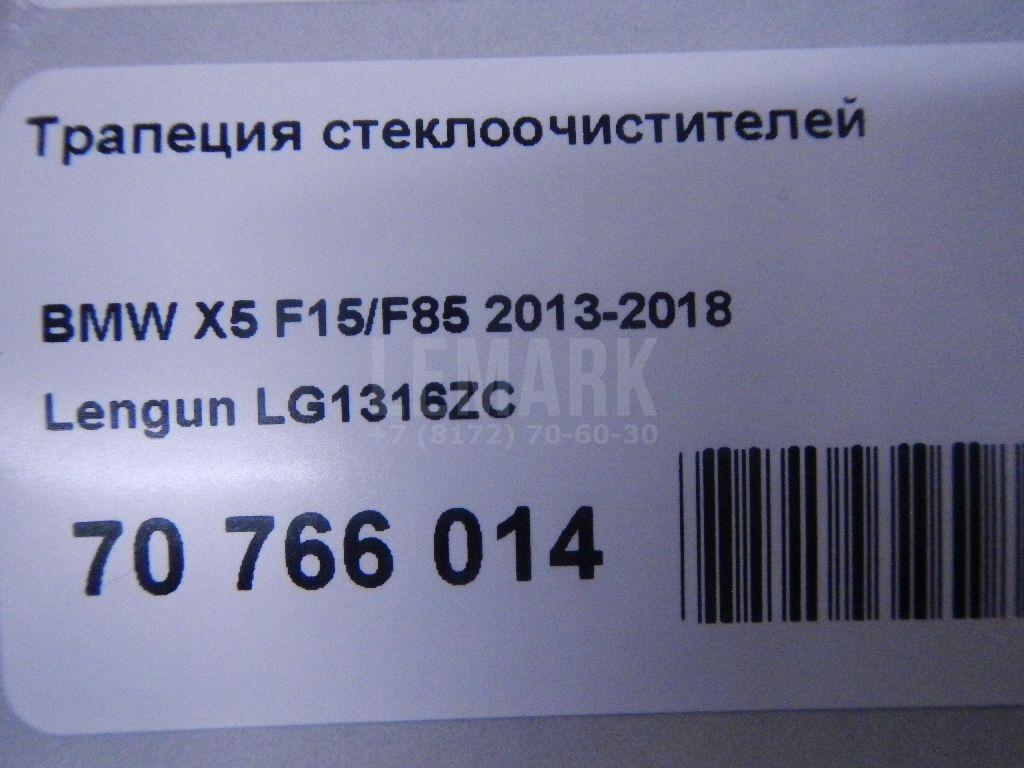 Трапеция стеклоочистителей
BMW X5 F15/F85 2013-2018
LEMARK
Lengun LG1316ZC
+7 (8172) 70-60-30
70 766 014